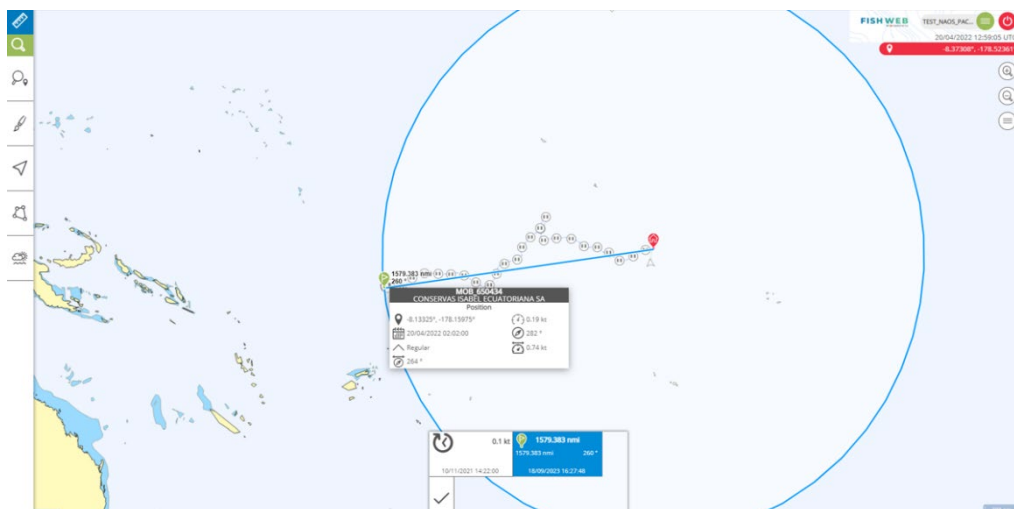 FISHWEB
TEST_NAOS_PAC...
20/04/2022 12:59:05 UTC
-8.37308°, -178.52361°
1579.383 nmi
260 °
MOB_650434
CONSERVAS ISABEL ECUATORIANA SA
Position
-8.13325°, -178.15975°
0.19 kt
20/04/2022 02:02:00
282 °
Regular
0.74 kt
264 °
0.1 kt
1579.383 nmi
1579.383 nmi 260 °
10/11/2021 14:22:00
18/09/2023 16:27:48